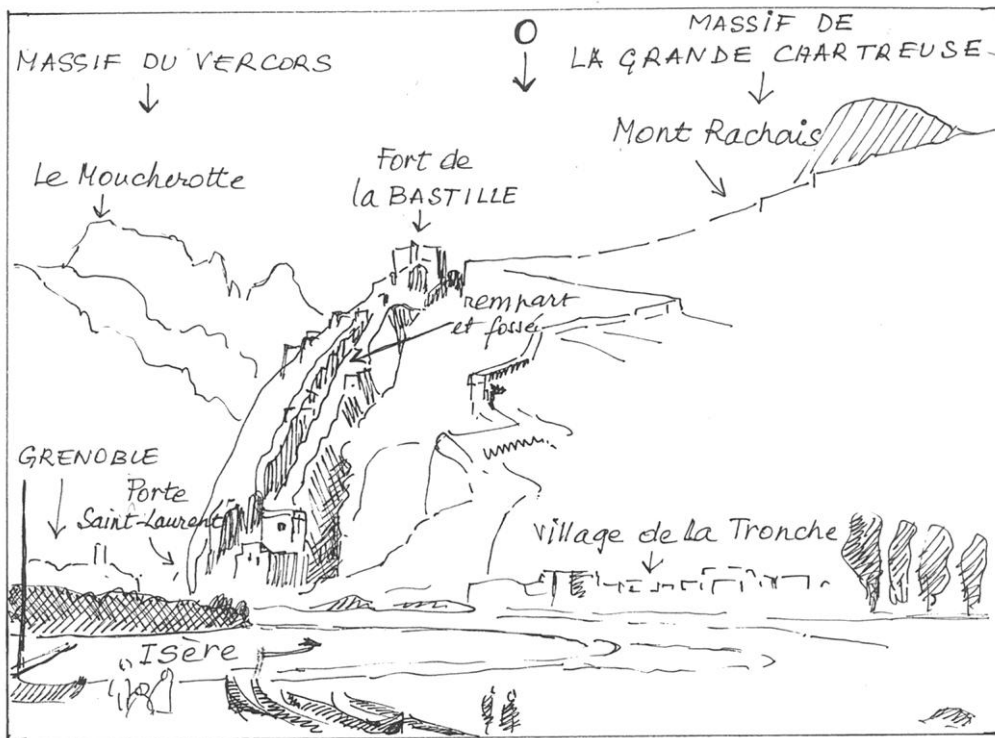 MASSIF DU VERCORS
O
MASSIF DE
LA GRANDE CHARTREUSE
Le Moucherotte
Fort de
la BASTILLE
Mont Rachais
rempart
et fossé
GRENOBLE
Porte
Saint-Laurent
Village de La Tronche
Isère